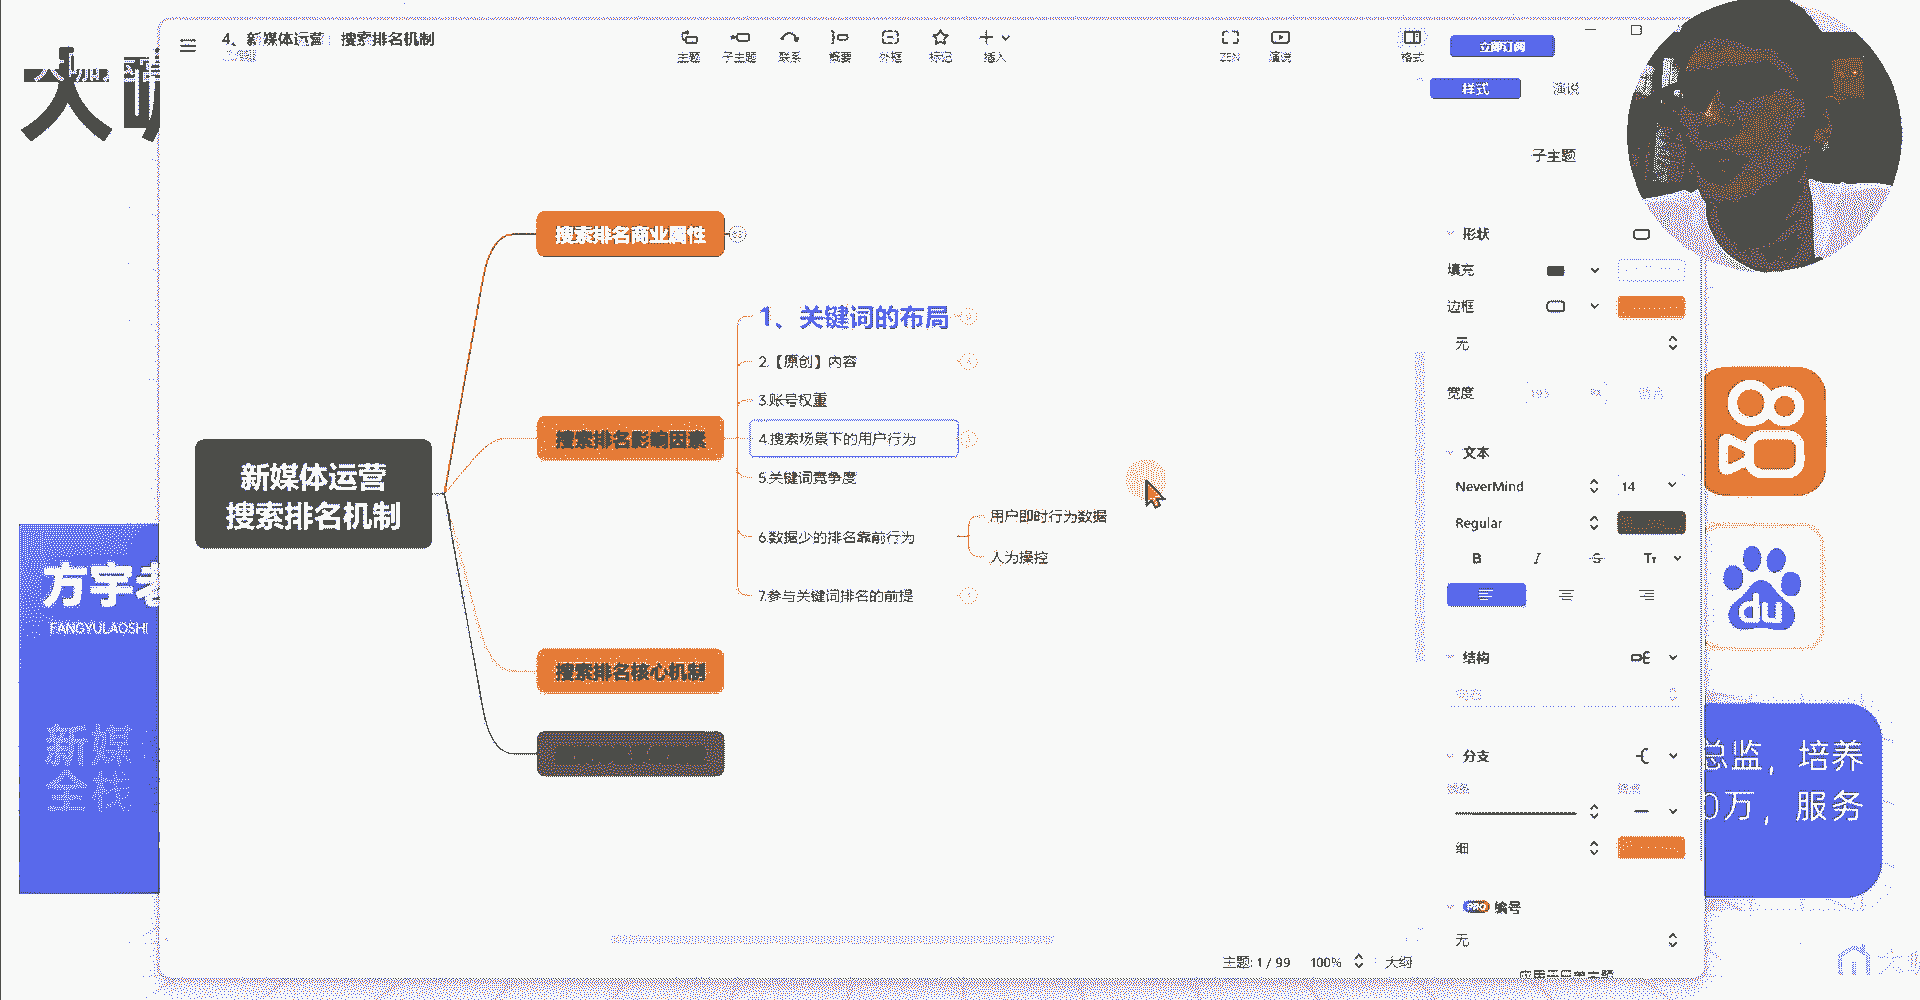 4、新媒体运营 搜索排名机制
主题
子主题
联系
概要
外框
标记
插入
ZEN
演说
格式
立即订阅
样式
演说
子主题
搜索排名商业属性
1、关键词的布局
2.【原创】内容
3.账号权重
搜索排名影响因素
4.搜索场景下的用户行为
5.关键词竞争度
6.数据少的排名靠前行为
用户即时行为数据
人为操控
7.参与关键词排名的前提
新媒体运营
搜索排名机制
搜索排名核心机制
形状
填充
边框
无
宽度
文本
NeverMind
14
Regular
B
I
S
Tт
结构
分支
细
PRO 编号
无
主题: 1 / 99
100%
大纲
方宇老
FANGYULAOSHI
新媒
全栈
du
总监，培养
0万，服务